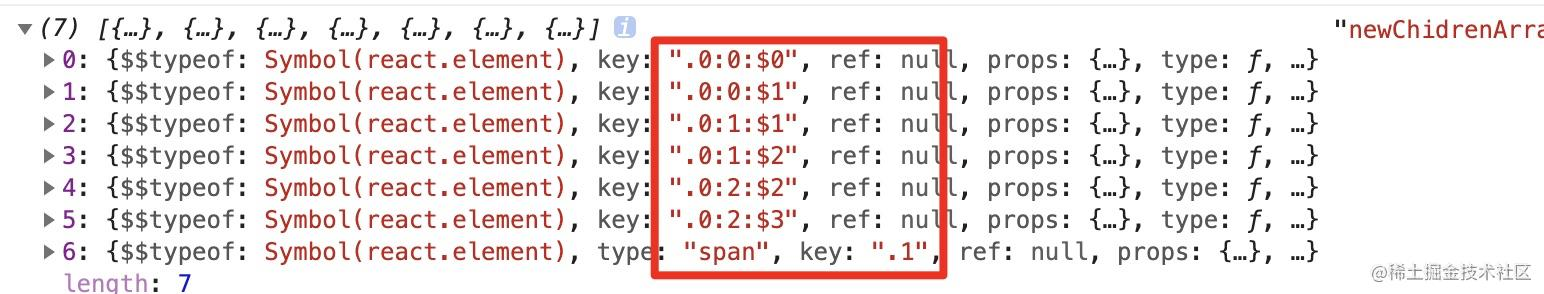 (7) [{…}, {…}, {…}, {…}, {…}, {…}, {…}] i "newChidrenArra
0: {$$typeof: Symbol(react.element), key: ".0:0:$0", ref: null, props: {…}, type: ƒ, …}
1: {$$typeof: Symbol(react.element), key: ".0:0:$1", ref: null, props: {…}, type: ƒ, …}
2: {$$typeof: Symbol(react.element), key: ".0:1:$1", ref: null, props: {…}, type: ƒ, …}
3: {$$typeof: Symbol(react.element), key: ".0:1:$2", ref: null, props: {…}, type: ƒ, …}
4: {$$typeof: Symbol(react.element), key: ".0:2:$2", ref: null, props: {…}, type: ƒ, …}
5: {$$typeof: Symbol(react.element), key: ".0:2:$3", ref: null, props: {…}, type: ƒ, …}
6: {$$typeof: Symbol(react.element), type: "span", key: ".1", ref: null, props: {…}, …}
length: 7
@稀土掘金技术社区